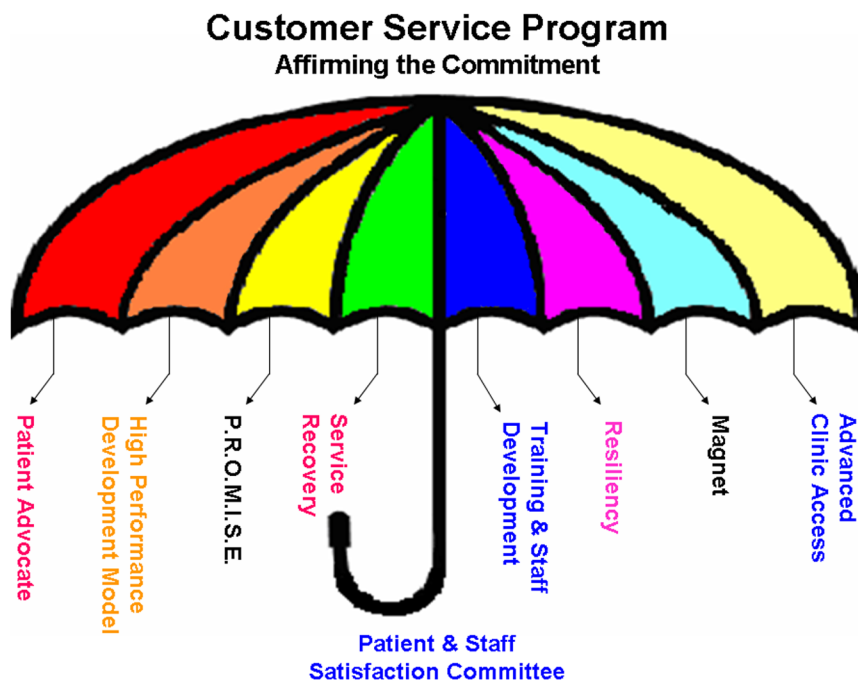 Customer Service Program
Affirming the Commitment
Patient Advocate
High Performance
Development Model
P.R.O.M.I.S.E.
Service
Recovery
Training & Staff
Development
Resiliency
Magnet
Advanced
Clinic Access
Patient & Staff
Satisfaction Committee